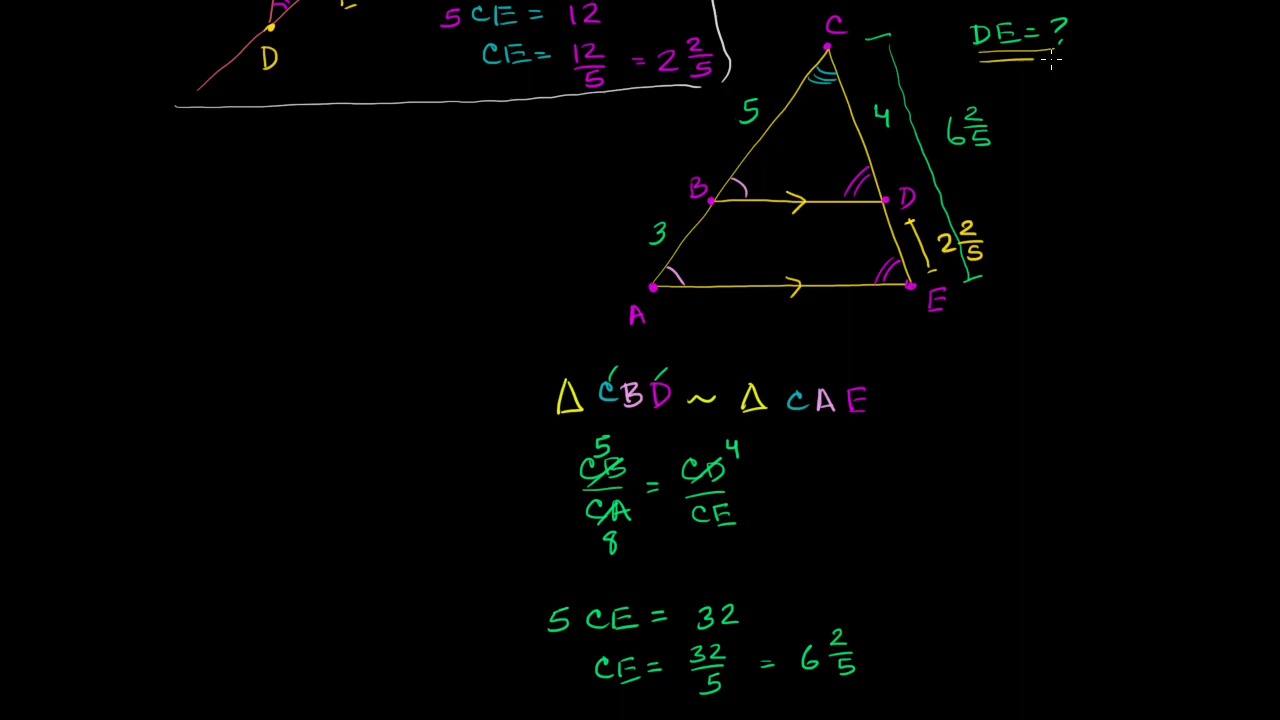 5 CE = 12
CE = 12/5 = 2 2/5
D
C
DE = ?
5
4
6 2/5
B
D
3
2 2/5
A
E
Δ CBD ~ Δ CAE
5 4
CB/CA = CD/CE
8
5 CE = 32
CE = 32/5 = 6 2/5